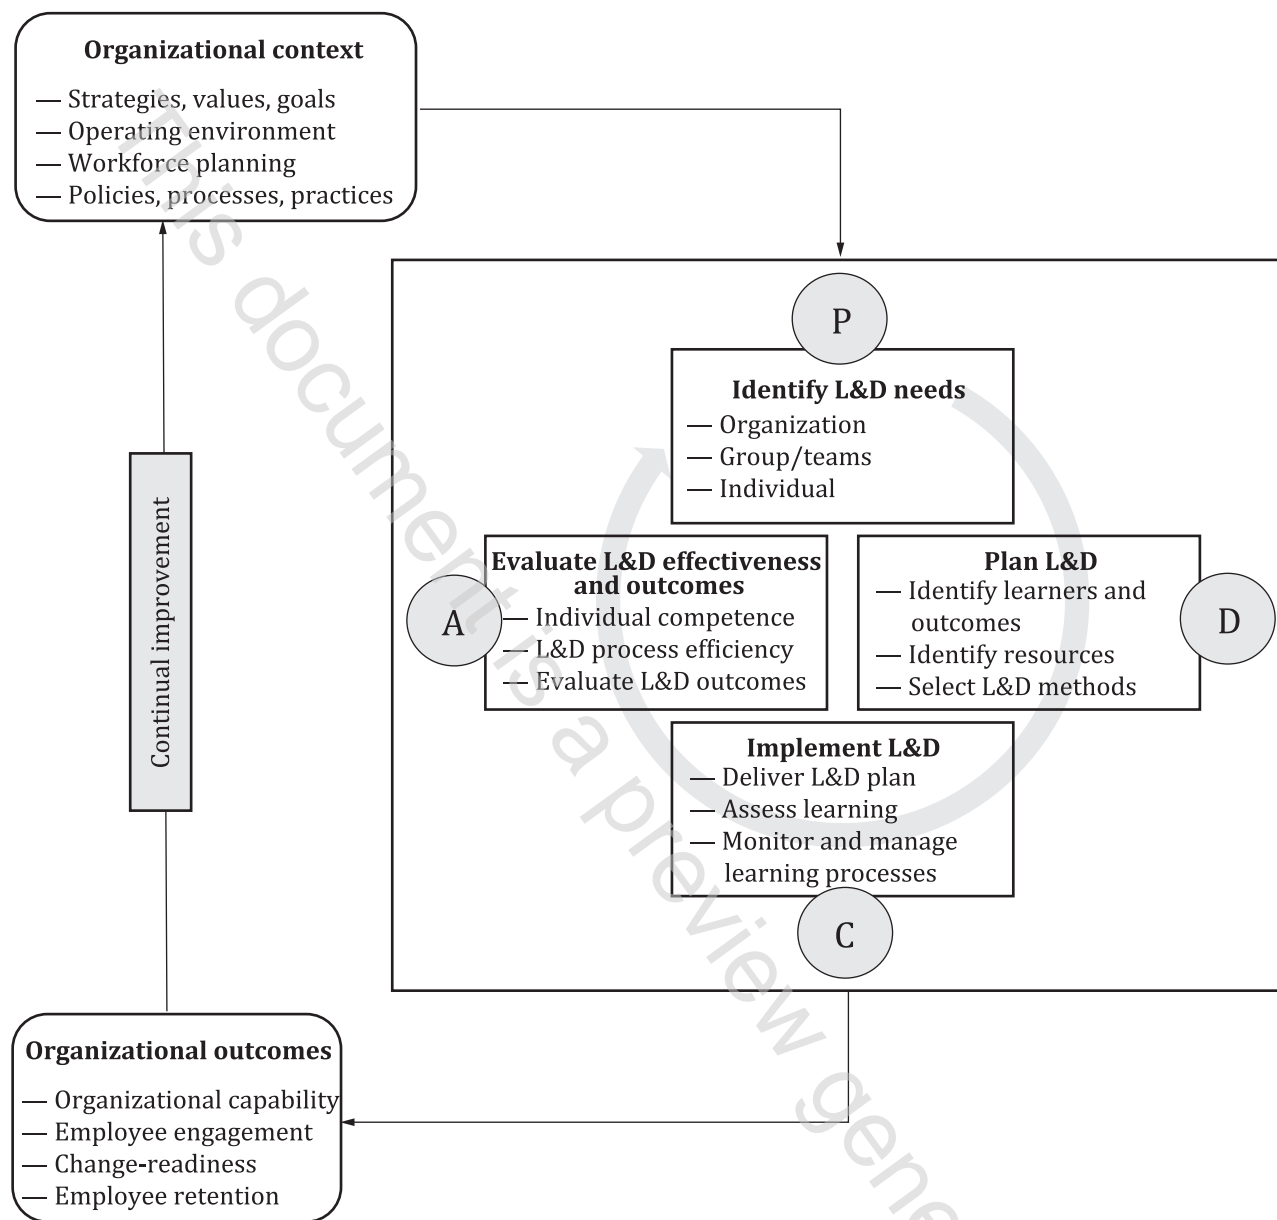 Organizational context
— Strategies, values, goals
— Operating environment
— Workforce planning
— Policies, processes, practices
P
Identify L&D needs
— Organization
— Group/teams
— Individual
Evaluate L&D effectiveness
and outcomes
— Individual competence
— L&D process efficiency
— Evaluate L&D outcomes
A
Plan L&D
— Identify learners and
outcomes
— Identify resources
— Select L&D methods
D
Implement L&D
— Deliver L&D plan
— Assess learning
— Monitor and manage
learning processes
C
Continual improvement
Organizational outcomes
— Organizational capability
— Employee engagement
— Change-readiness
— Employee retention
This document is a preview gene